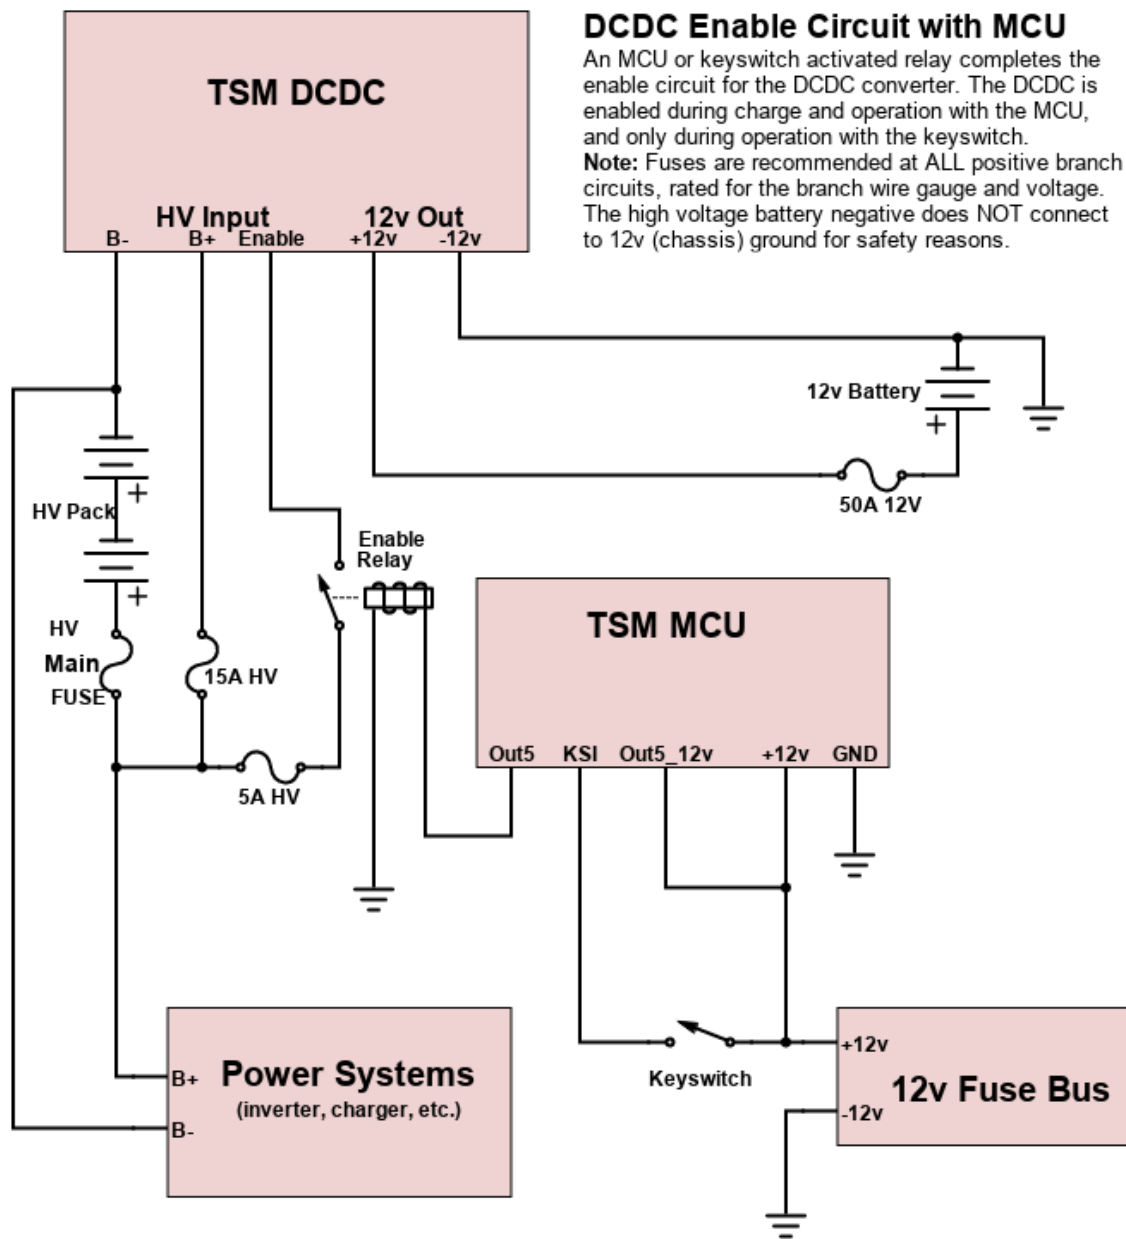 DCDC Enable Circuit with MCU
An MCU or keyswitch activated relay completes the
enable circuit for the DCDC converter. The DCDC is
enabled during charge and operation with the MCU,
and only during operation with the keyswitch.
Note: Fuses are recommended at ALL positive branch
circuits, rated for the branch wire gauge and voltage.
The high voltage battery negative does NOT connect
to 12v (chassis) ground for safety reasons.
TSM DCDC
HV Input 12v Out
B- B+ Enable +12v -12v
12v Battery
+
50A 12V
+
HV Pack
+
Enable
Relay
HV
Main
FUSE
15A HV
5A HV
TSM MCU
Out5 KSI Out5_12v +12v GND
Keyswitch
+12v
12v Fuse Bus
-12v
B+ Power Systems
(inverter, charger, etc.)
B-